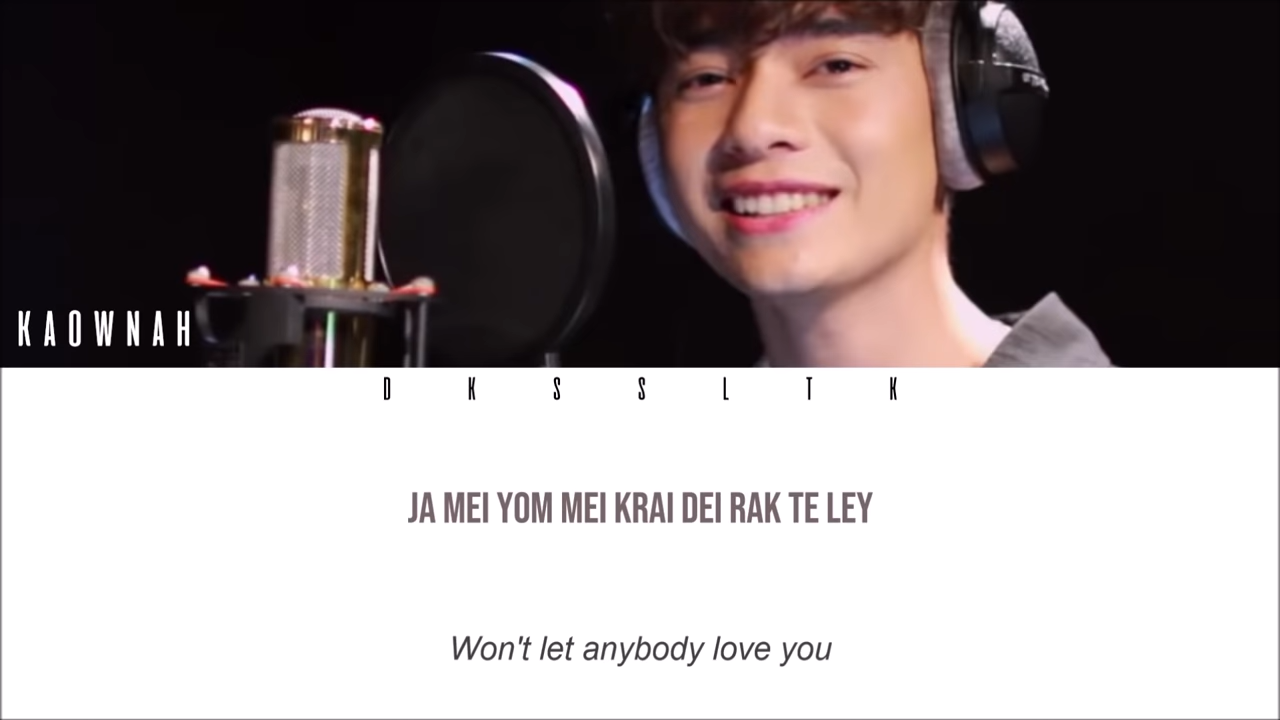 KAOWNAH
D K S S L T K
JA MEI YOM MEI KRAI DEI RAK TE LEY
Won't let anybody love you